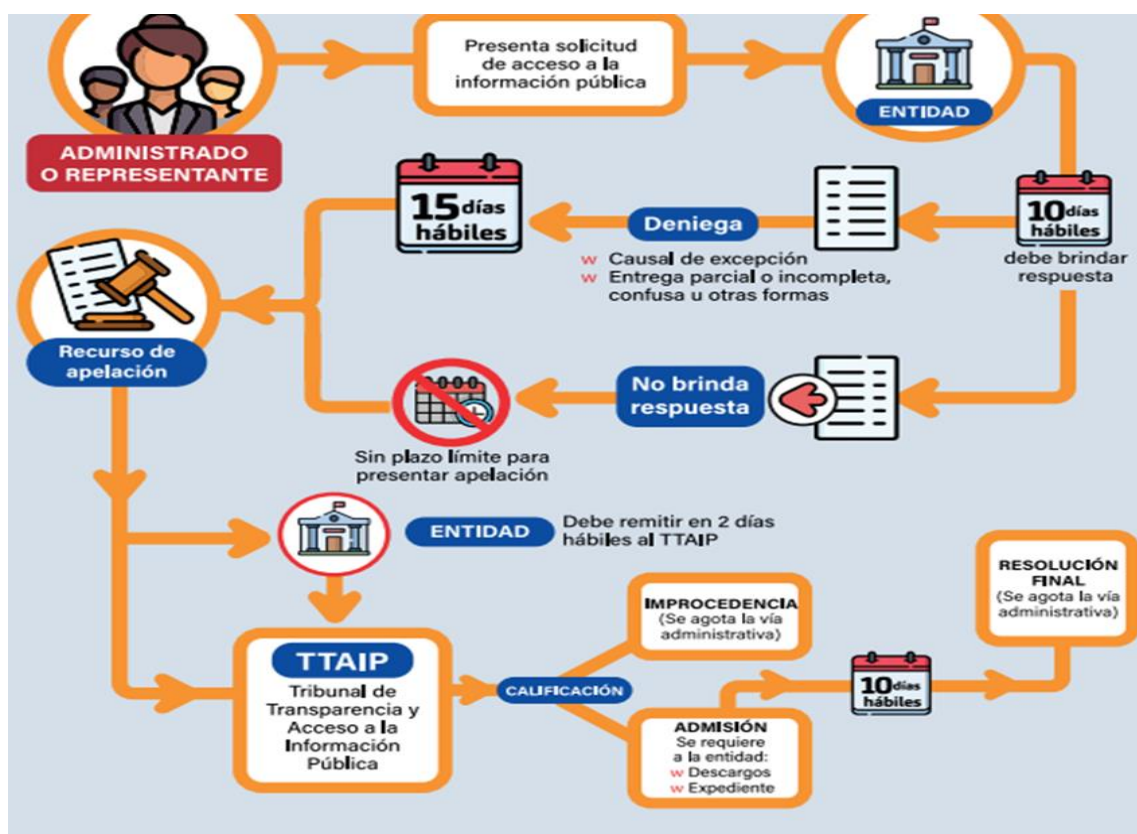 Presenta solicitud
de acceso a la
información pública
ENTIDAD
ADMINISTRADO
O REPRESENTANTE
15 días
hábiles
Deniega
w Causal de excepción
w Entrega parcial o incompleta,
confusa u otras formas
10 días
hábiles
debe brindar
respuesta
Recurso de
apelación
No brinda
respuesta
Sin plazo límite para
presentar apelación
ENTIDAD
Debe remitir en 2 días
hábiles al TTAIP
TTAIP
Tribunal de
Transparencia y
Acceso a la
Información
Pública
CALIFICACIÓN
IMPROCEDENCIA
(Se agota la vía
administrativa)
ADMISIÓN
Se requiere
a la entidad:
w Descargos
w Expediente
10 días
hábiles
RESOLUCIÓN
FINAL
(Se agota la vía
administrativa)